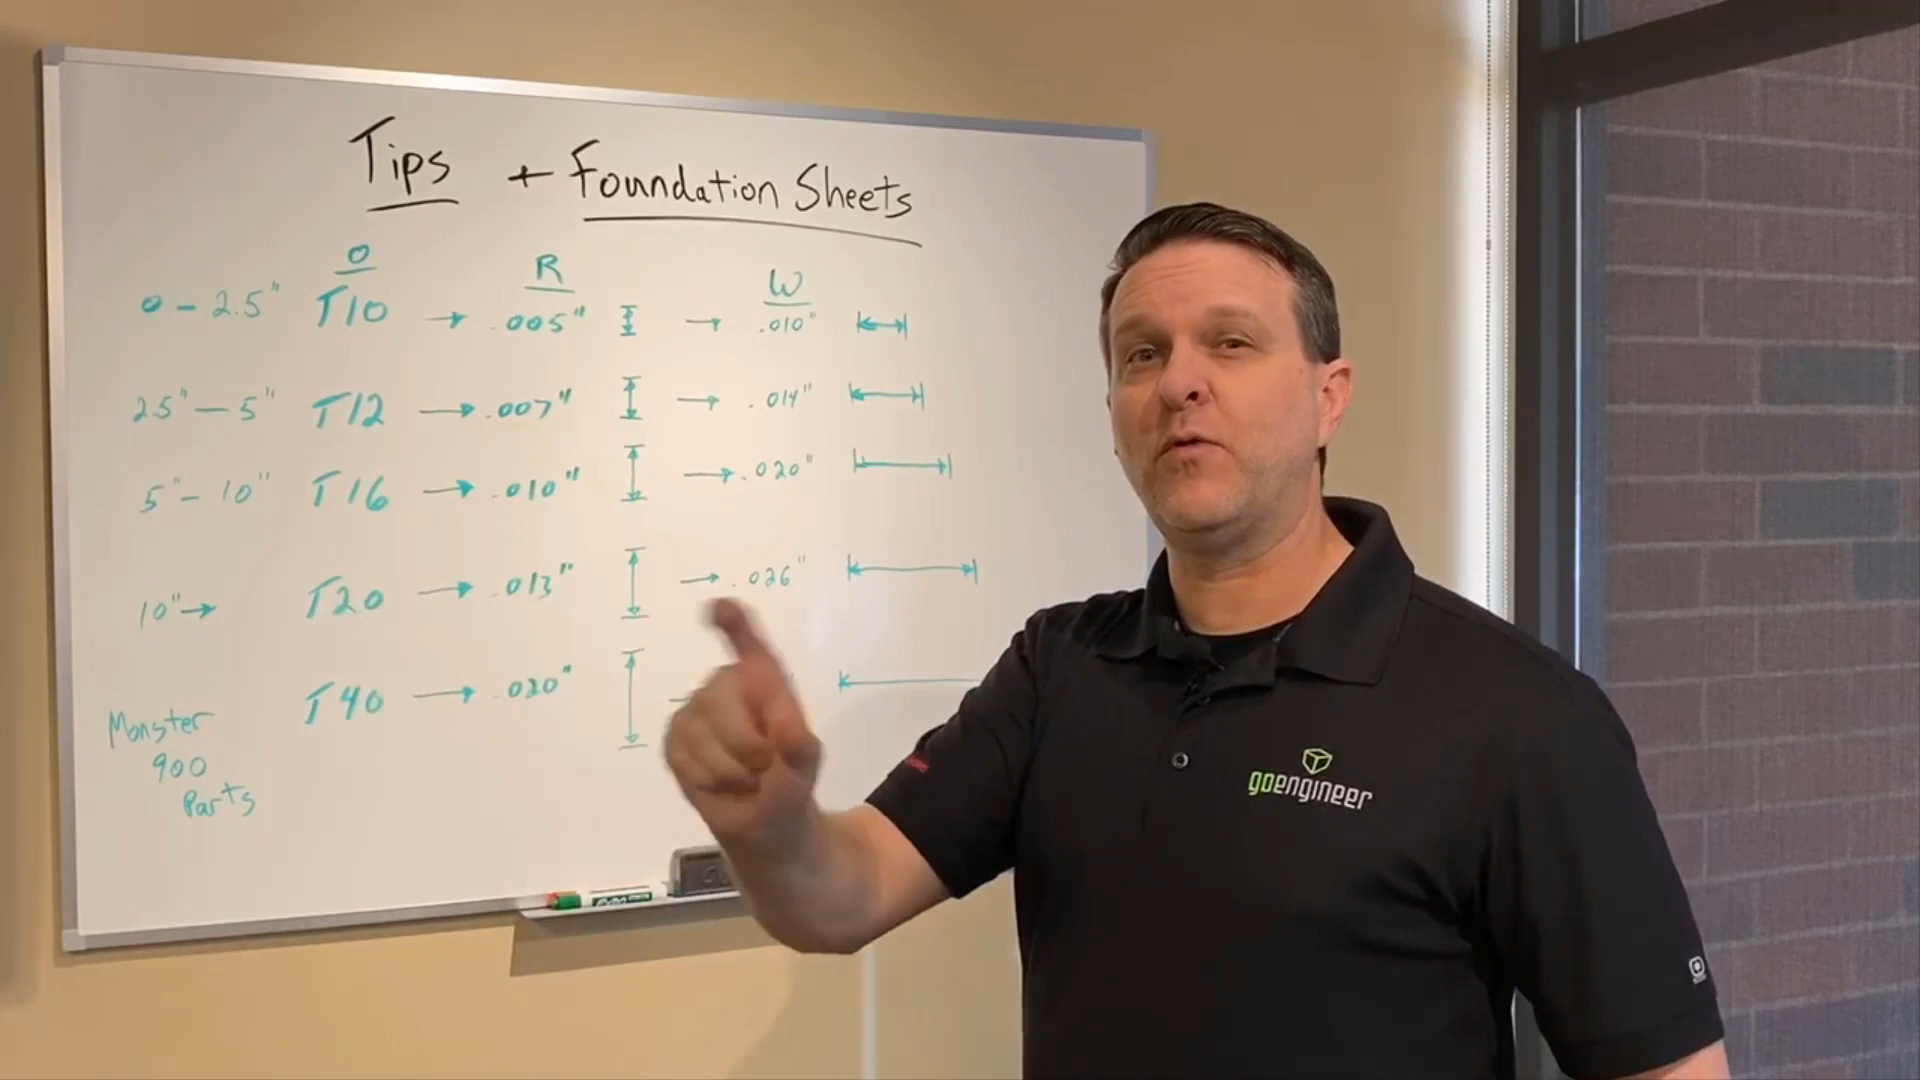 Tips + Foundation Sheets
O R W
0 - 2.5" T10 → .005" → .010"
2.5" - 5" T12 → .007" → .014"
5" - 10" T16 → .010" → .020"
10" → T20 → .013" → .026"
T40 → .020"
Monster
900
Parts
goengineer